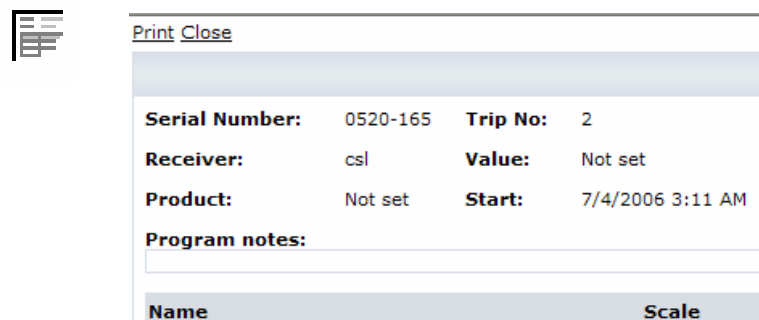 Print Close
Serial Number: 0520-165 Trip No: 2
Receiver: csl Value: Not set
Product: Not set Start: 7/4/2006 3:11 AM
Program notes:
Name Scale